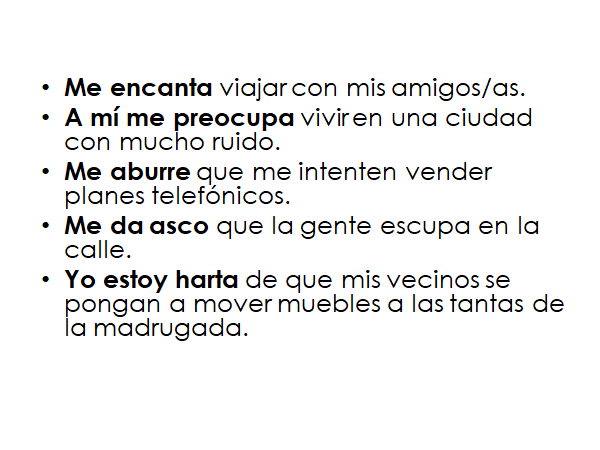 • Me encanta viajar con mis amigos/as.
• A mí me preocupa vivir en una ciudad
con mucho ruido.
• Me aburre que me intenten vender
planes telefónicos.
• Me da asco que la gente escupa en la
calle.
• Yo estoy harta de que mis vecinos se
pongan a mover muebles a las tantas de
la madrugada.